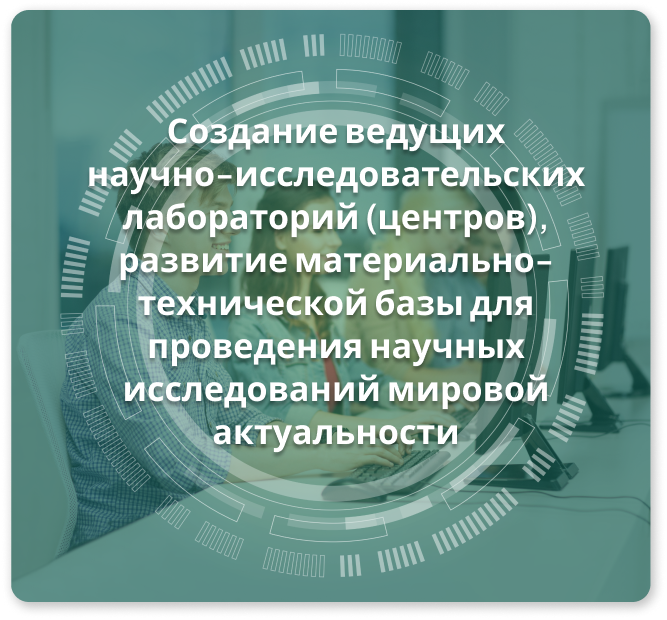 Создание ведущих
научно-исследовательских
лабораторий (центров),
развитие материально-
технической базы для
проведения научных
исследований мировой
актуальности